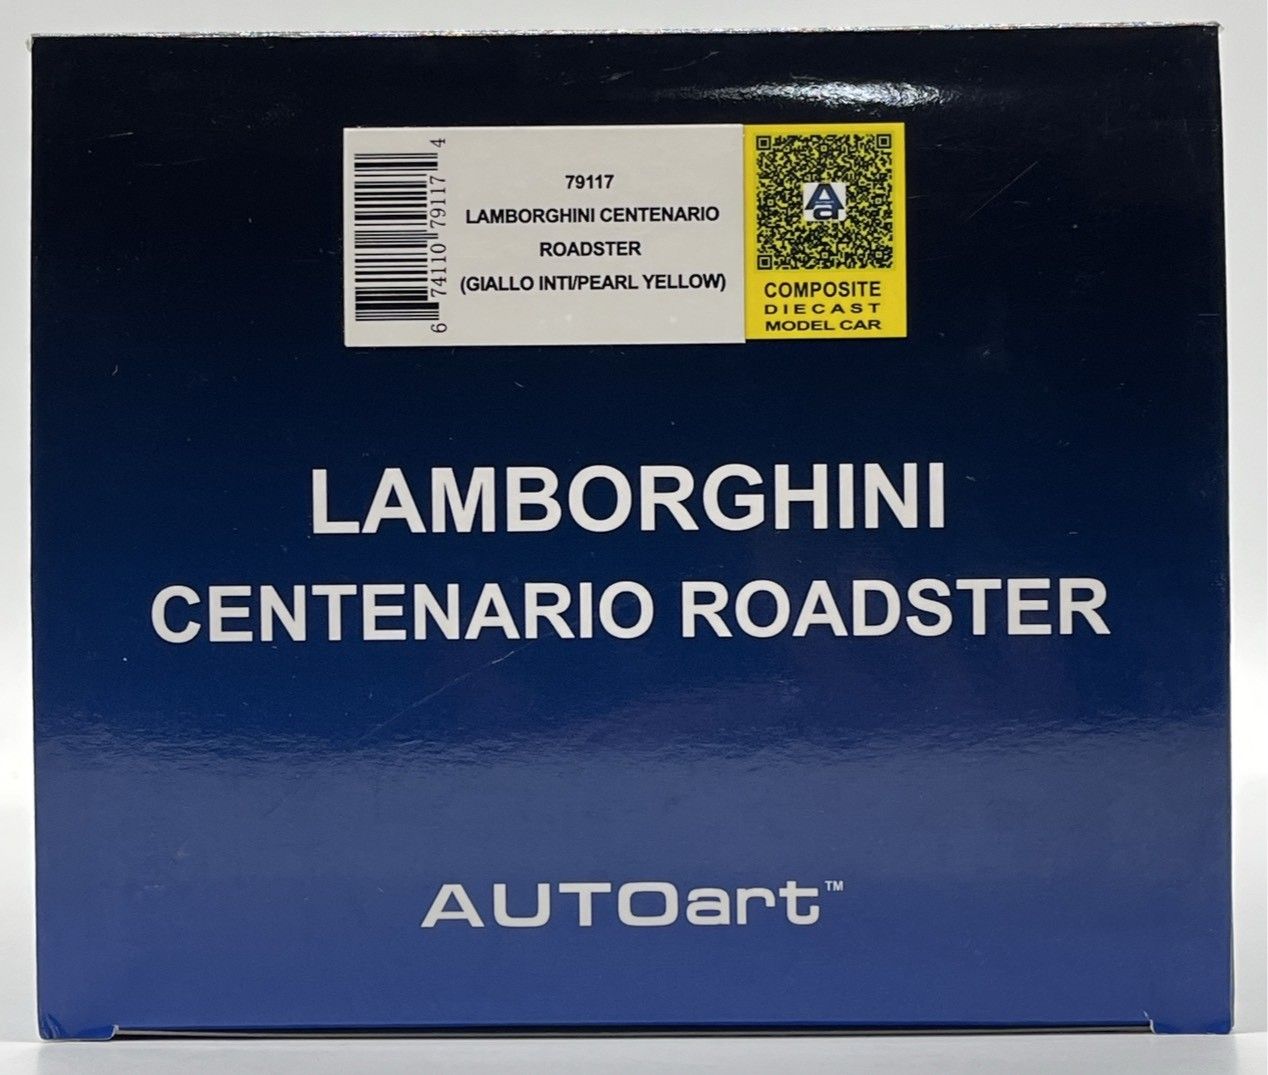 6 74110 79117 4
79117
LAMBORGHINI CENTENARIO
ROADSTER
(GIALLO INTI/PEARL YELLOW)
Aa
COMPOSITE
DIECAST
MODEL CAR
LAMBORGHINI
CENTENARIO ROADSTER
AUTOart™